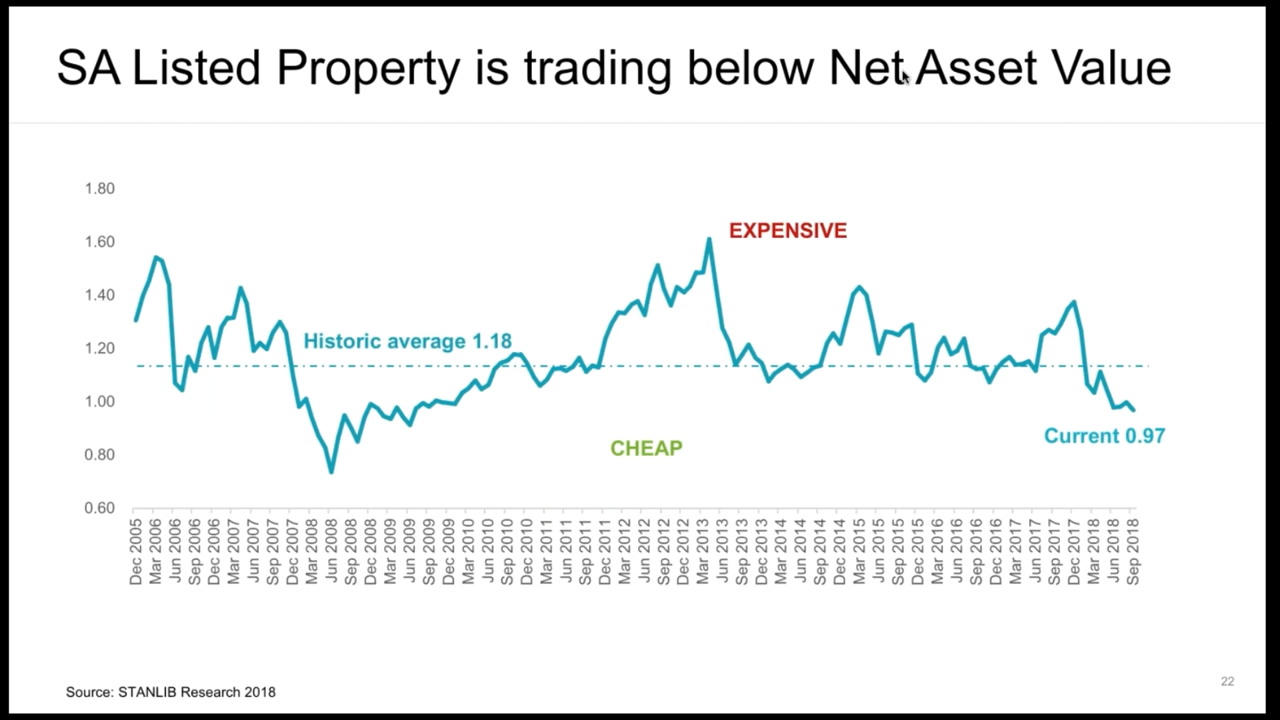 SA Listed Property is trading below Net Asset Value
1.80
1.60
1.40
1.20
1.00
0.80
0.60
EXPENSIVE
Historic average 1.18
CHEAP
Current 0.97
Dec 2005
Mar 2006
Jun 2006
Sep 2006
Dec 2006
Mar 2007
Jun 2007
Sep 2007
Dec 2007
Mar 2008
Jun 2008
Sep 2008
Dec 2008
Mar 2009
Jun 2009
Sep 2009
Dec 2009
Mar 2010
Jun 2010
Sep 2010
Dec 2010
Mar 2011
Jun 2011
Sep 2011
Dec 2011
Mar 2012
Jun 2012
Sep 2012
Dec 2012
Mar 2013
Jun 2013
Sep 2013
Dec 2013
Mar 2014
Jun 2014
Sep 2014
Dec 2014
Mar 2015
Jun 2015
Sep 2015
Dec 2015
Mar 2016
Jun 2016
Sep 2016
Dec 2016
Mar 2017
Jun 2017
Sep 2017
Dec 2017
Mar 2018
Jun 2018
Sep 2018
Source: STANLIB Research 2018
22